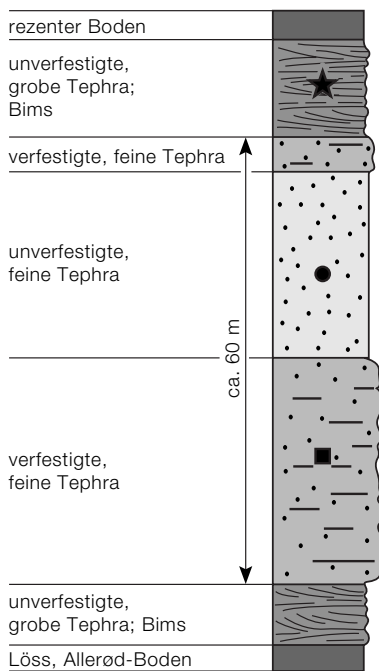 rezenter Boden
unverfestigte,
grobe Tephra;
Bims
verfestigte, feine Tephra
unverfestigte,
feine Tephra
ca. 60 m
verfestigte,
feine Tephra
unverfestigte,
grobe Tephra; Bims
Löss, Allerød-Boden